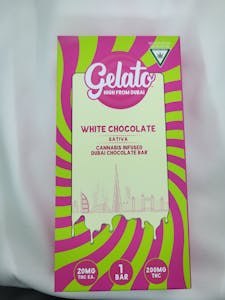 Gelato
HIGH FROM DUBAI
WHITE CHOCOLATE
SATIVA
CANNABIS INFUSED
DUBAI CHOCOLATE BAR
20MG
THC EA.
1
BAR
200MG
THC